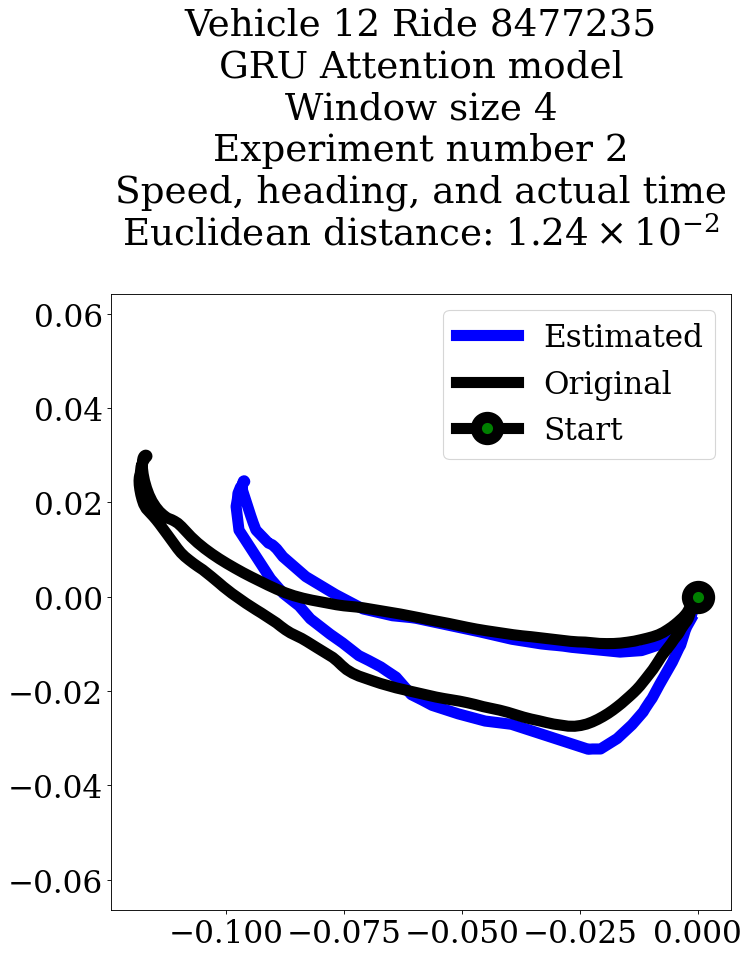 Vehicle 12 Ride 8477235
GRU Attention model
Window size 4
Experiment number 2
Speed, heading, and actual time
Euclidean distance: 1.24 × 10⁻²
Estimated
Original
Start
0.06
0.04
0.02
0.00
−0.02
−0.04
−0.06
−0.100 −0.075 −0.050 −0.025 0.000